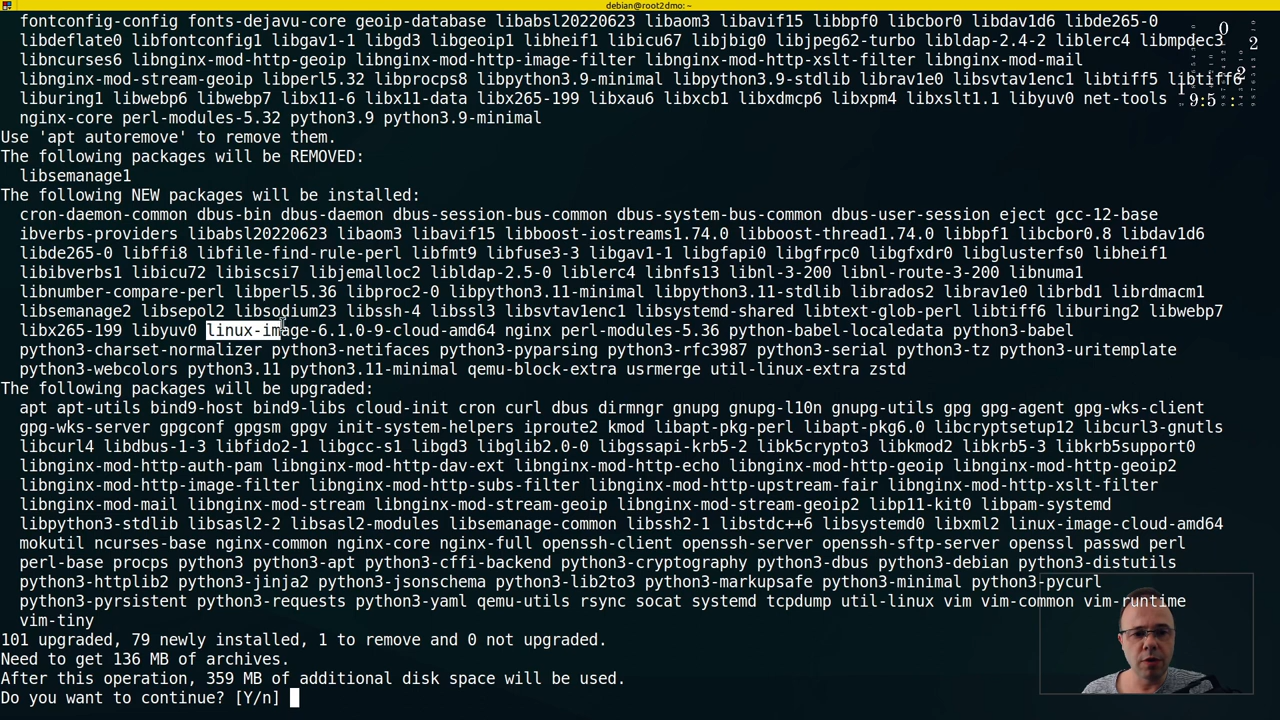 debian@root2dmo: ~
fontconfig-config fonts-dejavu-core geoip-database libabsl20220623 libaom3 libavif15 libbpf0 libcbor0 libdav1d6 libde265-0
libdeflate0 libfontconfig1 libgav1-1 libgd3 libgeoip1 libheif1 libicu67 libjbig0 libjpeg62-turbo libldap-2.4-2 liblerc4 libmpdec3
libncurses6 libnginx-mod-http-geoip libnginx-mod-http-image-filter libnginx-mod-http-xslt-filter libnginx-mod-mail
libnginx-mod-stream-geoip libperl5.32 libprocps8 libpython3.9-minimal libpython3.9-stdlib librav1e0 libsvtav1enc1 libtiff5 libtiff6
liburing1 libwebp6 libwebp7 libx11-6 libx11-data libx265-199 libxau6 libxcb1 libxdmcp6 libxpm4 libxslt1.1 libyuv0 net-tools
nginx-core perl-modules-5.32 python3.9 python3.9-minimal
Use 'apt autoremove' to remove them.
The following packages will be REMOVED:
libsemanage1
The following NEW packages will be installed:
cron-daemon-common dbus-bin dbus-daemon dbus-session-bus-common dbus-system-bus-common dbus-user-session eject gcc-12-base
ibverbs-providers libabsl20220623 libaom3 libavif15 libboost-iostreams1.74.0 libboost-thread1.74.0 libbpf1 libcbor0.8 libdav1d6
libde265-0 libffi8 libfile-find-rule-perl libfmt9 libfuse3-3 libgav1-1 libgfapi0 libgfrpc0 libgfxdr0 libglusterfs0 libheif1
libibverbs1 libicu72 libiscsi7 libjemalloc2 libldap-2.5-0 liblerc4 libnfs13 libnl-3-200 libnl-route-3-200 libnuma1
libnumber-compare-perl libperl5.36 libproc2-0 libpython3.11-minimal libpython3.11-stdlib librados2 librav1e0 librbd1 librdmacm1
libsemanage2 libsepol2 libsodium23 libssh-4 libssl3 libsvtav1enc1 libsystemd-shared libtext-glob-perl libtiff6 liburing2 libwebp7
libx265-199 libyuv0 linux-image-6.1.0-9-cloud-amd64 nginx perl-modules-5.36 python-babel-localedata python3-babel
python3-charset-normalizer python3-netifaces python3-pyparsing python3-rfc3987 python3-serial python3-tz python3-uritemplate
python3-webcolors python3.11 python3.11-minimal qemu-block-extra usrmerge util-linux-extra zstd
The following packages will be upgraded:
apt apt-utils bind9-host bind9-libs cloud-init cron curl dbus dirmngr gnupg gnupg-l10n gnupg-utils gpg gpg-agent gpg-wks-client
gpg-wks-server gpgconf gpgsm gpgv init-system-helpers iproute2 kmod libapt-pkg-perl libapt-pkg6.0 libcryptsetup12 libcurl3-gnutls
libcurl4 libdbus-1-3 libfido2-1 libgcc-s1 libgd3 libglib2.0-0 libgssapi-krb5-2 libk5crypto3 libkmod2 libkrb5-3 libkrb5support0
libnginx-mod-http-auth-pam libnginx-mod-http-dav-ext libnginx-mod-http-echo libnginx-mod-http-geoip libnginx-mod-http-geoip2
libnginx-mod-http-image-filter libnginx-mod-http-subs-filter libnginx-mod-http-upstream-fair libnginx-mod-http-xslt-filter
libnginx-mod-mail libnginx-mod-stream libnginx-mod-stream-geoip libnginx-mod-stream-geoip2 libp11-kit0 libpam-systemd
libpython3-stdlib libsasl2-2 libsasl2-modules libsemanage-common libssh2-1 libstdc++6 libsystemd0 libxml2 linux-image-cloud-amd64
mokutil ncurses-base nginx-common nginx-core nginx-full openssh-client openssh-server openssh-sftp-server openssl passwd perl
perl-base procps python3 python3-apt python3-cffi-backend python3-cryptography python3-dbus python3-debian python3-distutils
python3-httplib2 python3-jinja2 python3-jsonschema python3-lib2to3 python3-markupsafe python3-minimal python3-pycurl
python3-pyrsistent python3-requests python3-yaml qemu-utils rsync socat systemd tcpdump util-linux vim vim-common vim-runtime
vim-tiny
101 upgraded, 79 newly installed, 1 to remove and 0 not upgraded.
Need to get 136 MB of archives.
After this operation, 359 MB of additional disk space will be used.
Do you want to continue? [Y/n]